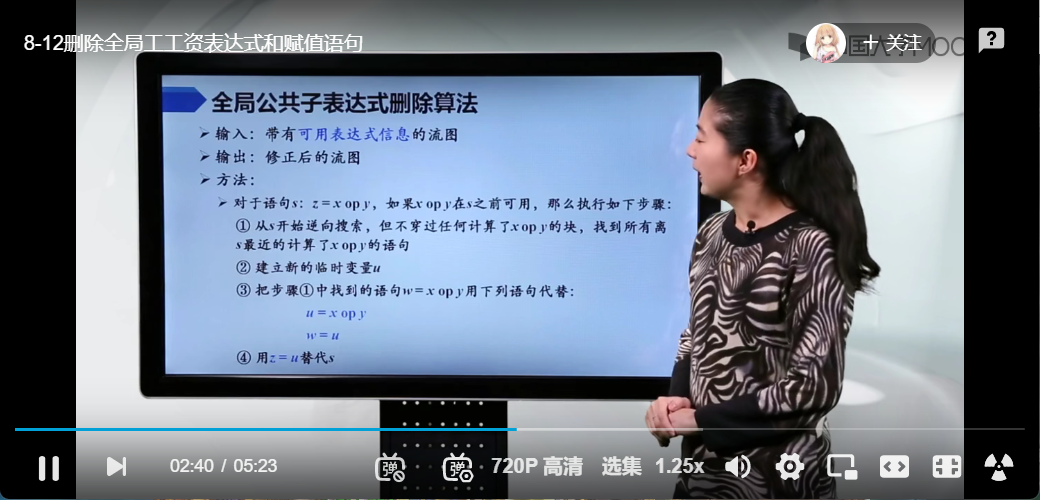 8-12删除全局工工资表达式和赋值语句
+ 关注
国大学MOOC
全局公共子表达式删除算法
➢ 输入：带有可用表达式信息的流图
➢ 输出：修正后的流图
➢ 方法：
➢ 对于语句s：z = x op y，如果x op y在s之前可用，那么执行如下步骤：
① 从s开始逆向搜索，但不穿过任何计算了x op y的块，找到所有离
s最近的计算了x op y的语句
② 建立新的临时变量u
③ 把步骤①中找到的语句w = x op y用下列语句代替：
u = x op y
w = u
④ 用z = u替代s
02:40 / 05:23
弹
弹
720P 高清
选集
1.25x